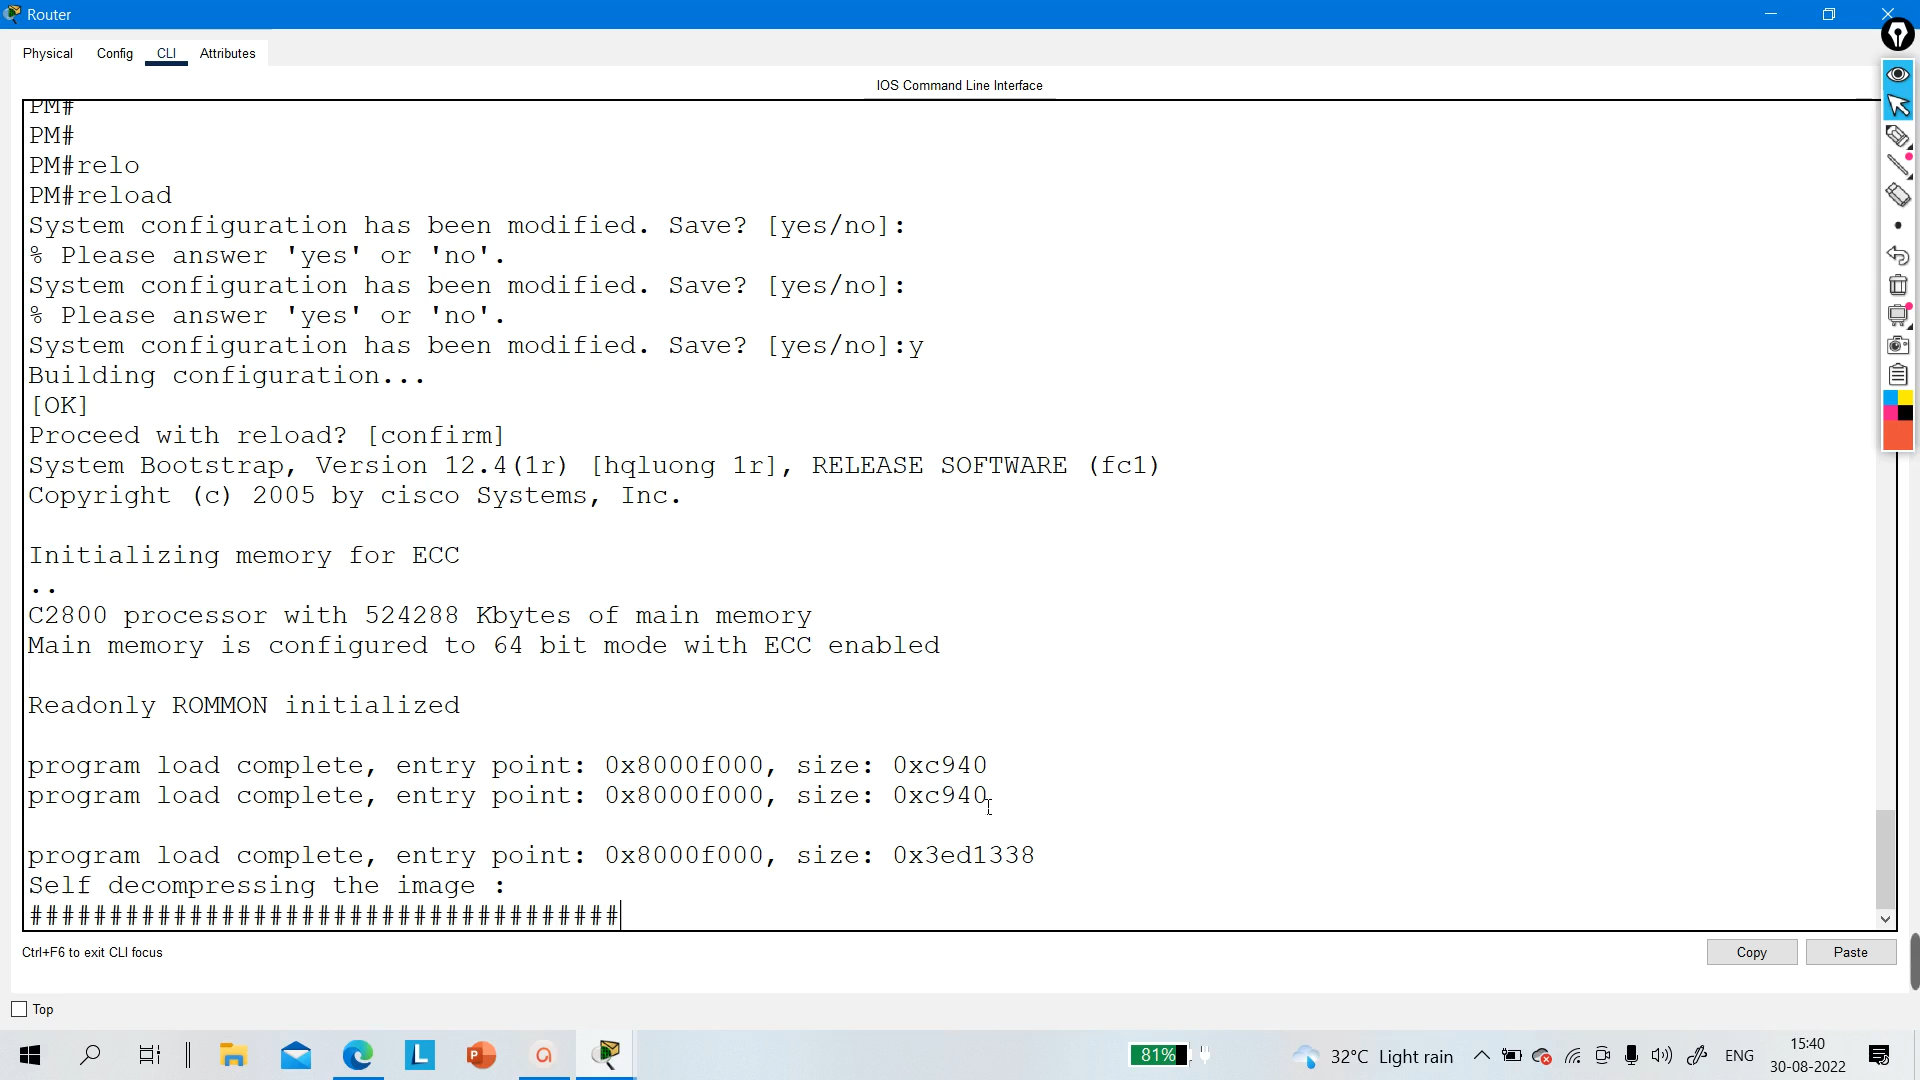 Router
Physical Config CLI Attributes
IOS Command Line Interface
PM#
PM#
PM#relo
PM#reload
System configuration has been modified. Save? [yes/no]:
% Please answer 'yes' or 'no'.
System configuration has been modified. Save? [yes/no]:
% Please answer 'yes' or 'no'.
System configuration has been modified. Save? [yes/no]:y
Building configuration...
[OK]
Proceed with reload? [confirm]
System Bootstrap, Version 12.4(1r) [hqluong 1r], RELEASE SOFTWARE (fc1)
Copyright (c) 2005 by cisco Systems, Inc.
Initializing memory for ECC
..
C2800 processor with 524288 Kbytes of main memory
Main memory is configured to 64 bit mode with ECC enabled
Readonly ROMMON initialized
program load complete, entry point: 0x8000f000, size: 0xc940
program load complete, entry point: 0x8000f000, size: 0xc940
program load complete, entry point: 0x8000f000, size: 0x3ed1338
Self decompressing the image :
#####################################
Ctrl+F6 to exit CLI focus
Copy Paste
Top
L P a 81% 32°C Light rain ENG 15:40
30-08-2022